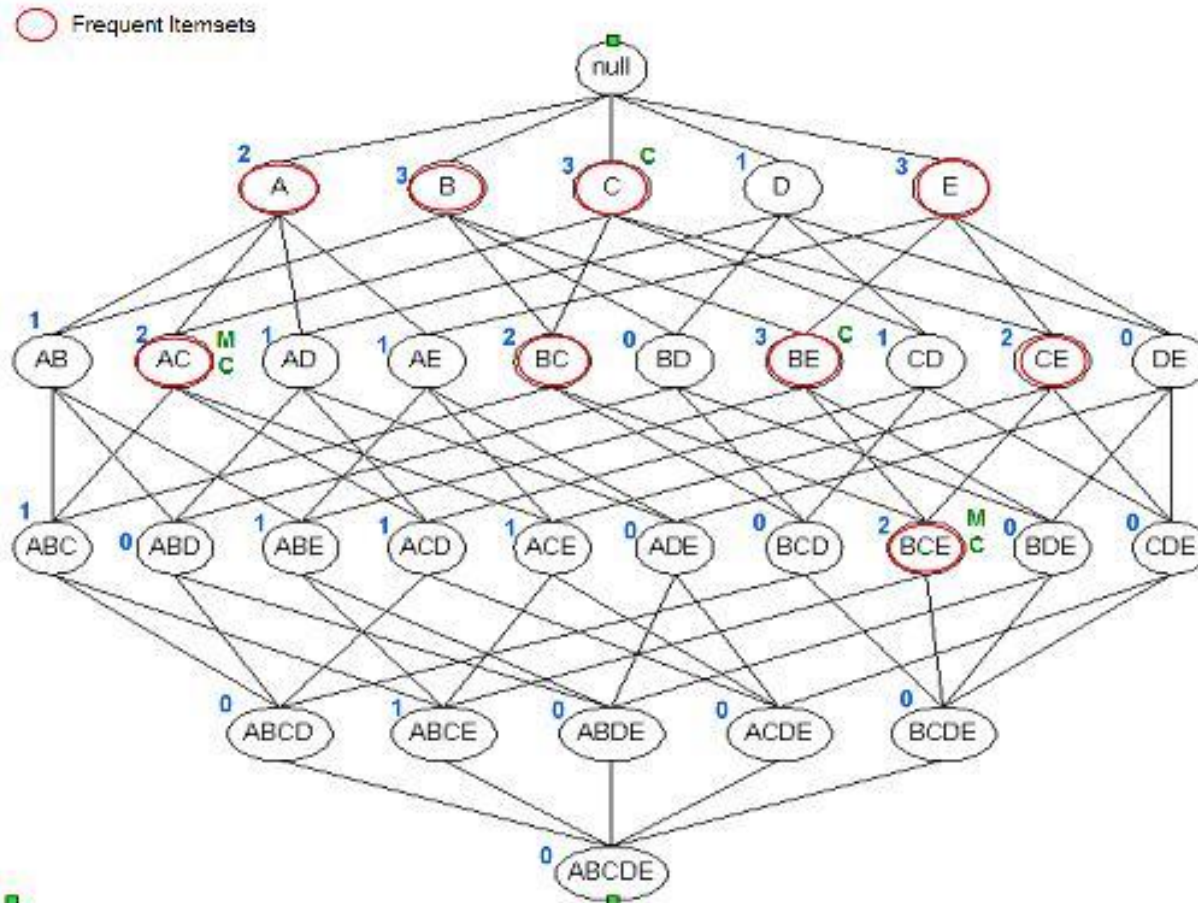 Frequent Itemsets
null
2 3 3 C 1 3
A B C D E
1 2 M 1 1 2 0 3 C 1 2 0
AB AC C AD AE BC BD BE CD CE DE
1 0 1 1 1 0 0 2 M 0 0
ABC ABD ABE ACD ACE ADE BCD BCE C BDE CDE
0 1 0 0 0
ABCD ABCE ABDE ACDE BCDE
0
ABCDE